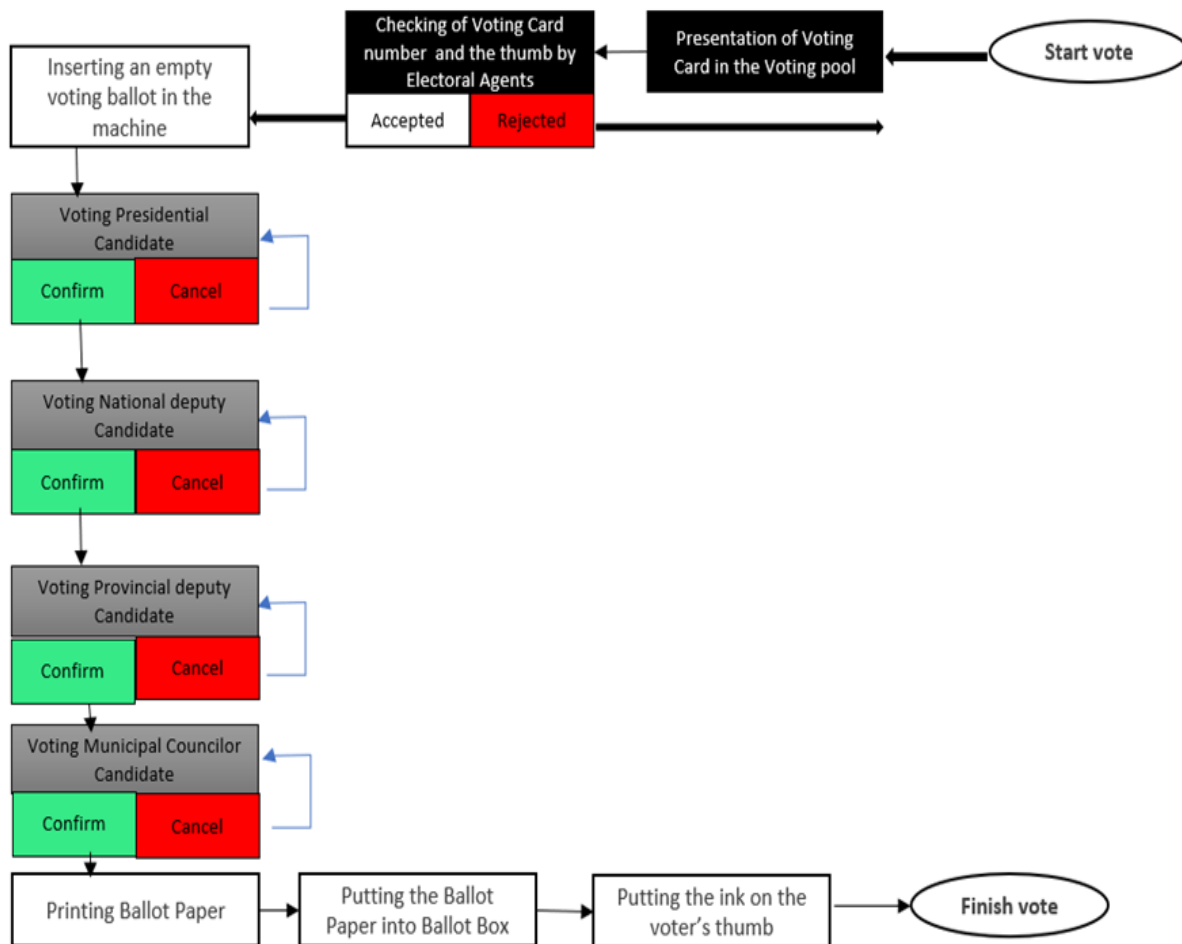 Start vote
Presentation of Voting
Card in the Voting pool
Checking of Voting Card
number and the thumb by
Electoral Agents
Accepted
Rejected
Inserting an empty
voting ballot in the
machine
Voting Presidential
Candidate
Confirm
Cancel
Voting National deputy
Candidate
Confirm
Cancel
Voting Provincial deputy
Candidate
Confirm
Cancel
Voting Municipal Councilor
Candidate
Confirm
Cancel
Printing Ballot Paper
Putting the Ballot
Paper into Ballot Box
Putting the ink on the
voter’s thumb
Finish vote